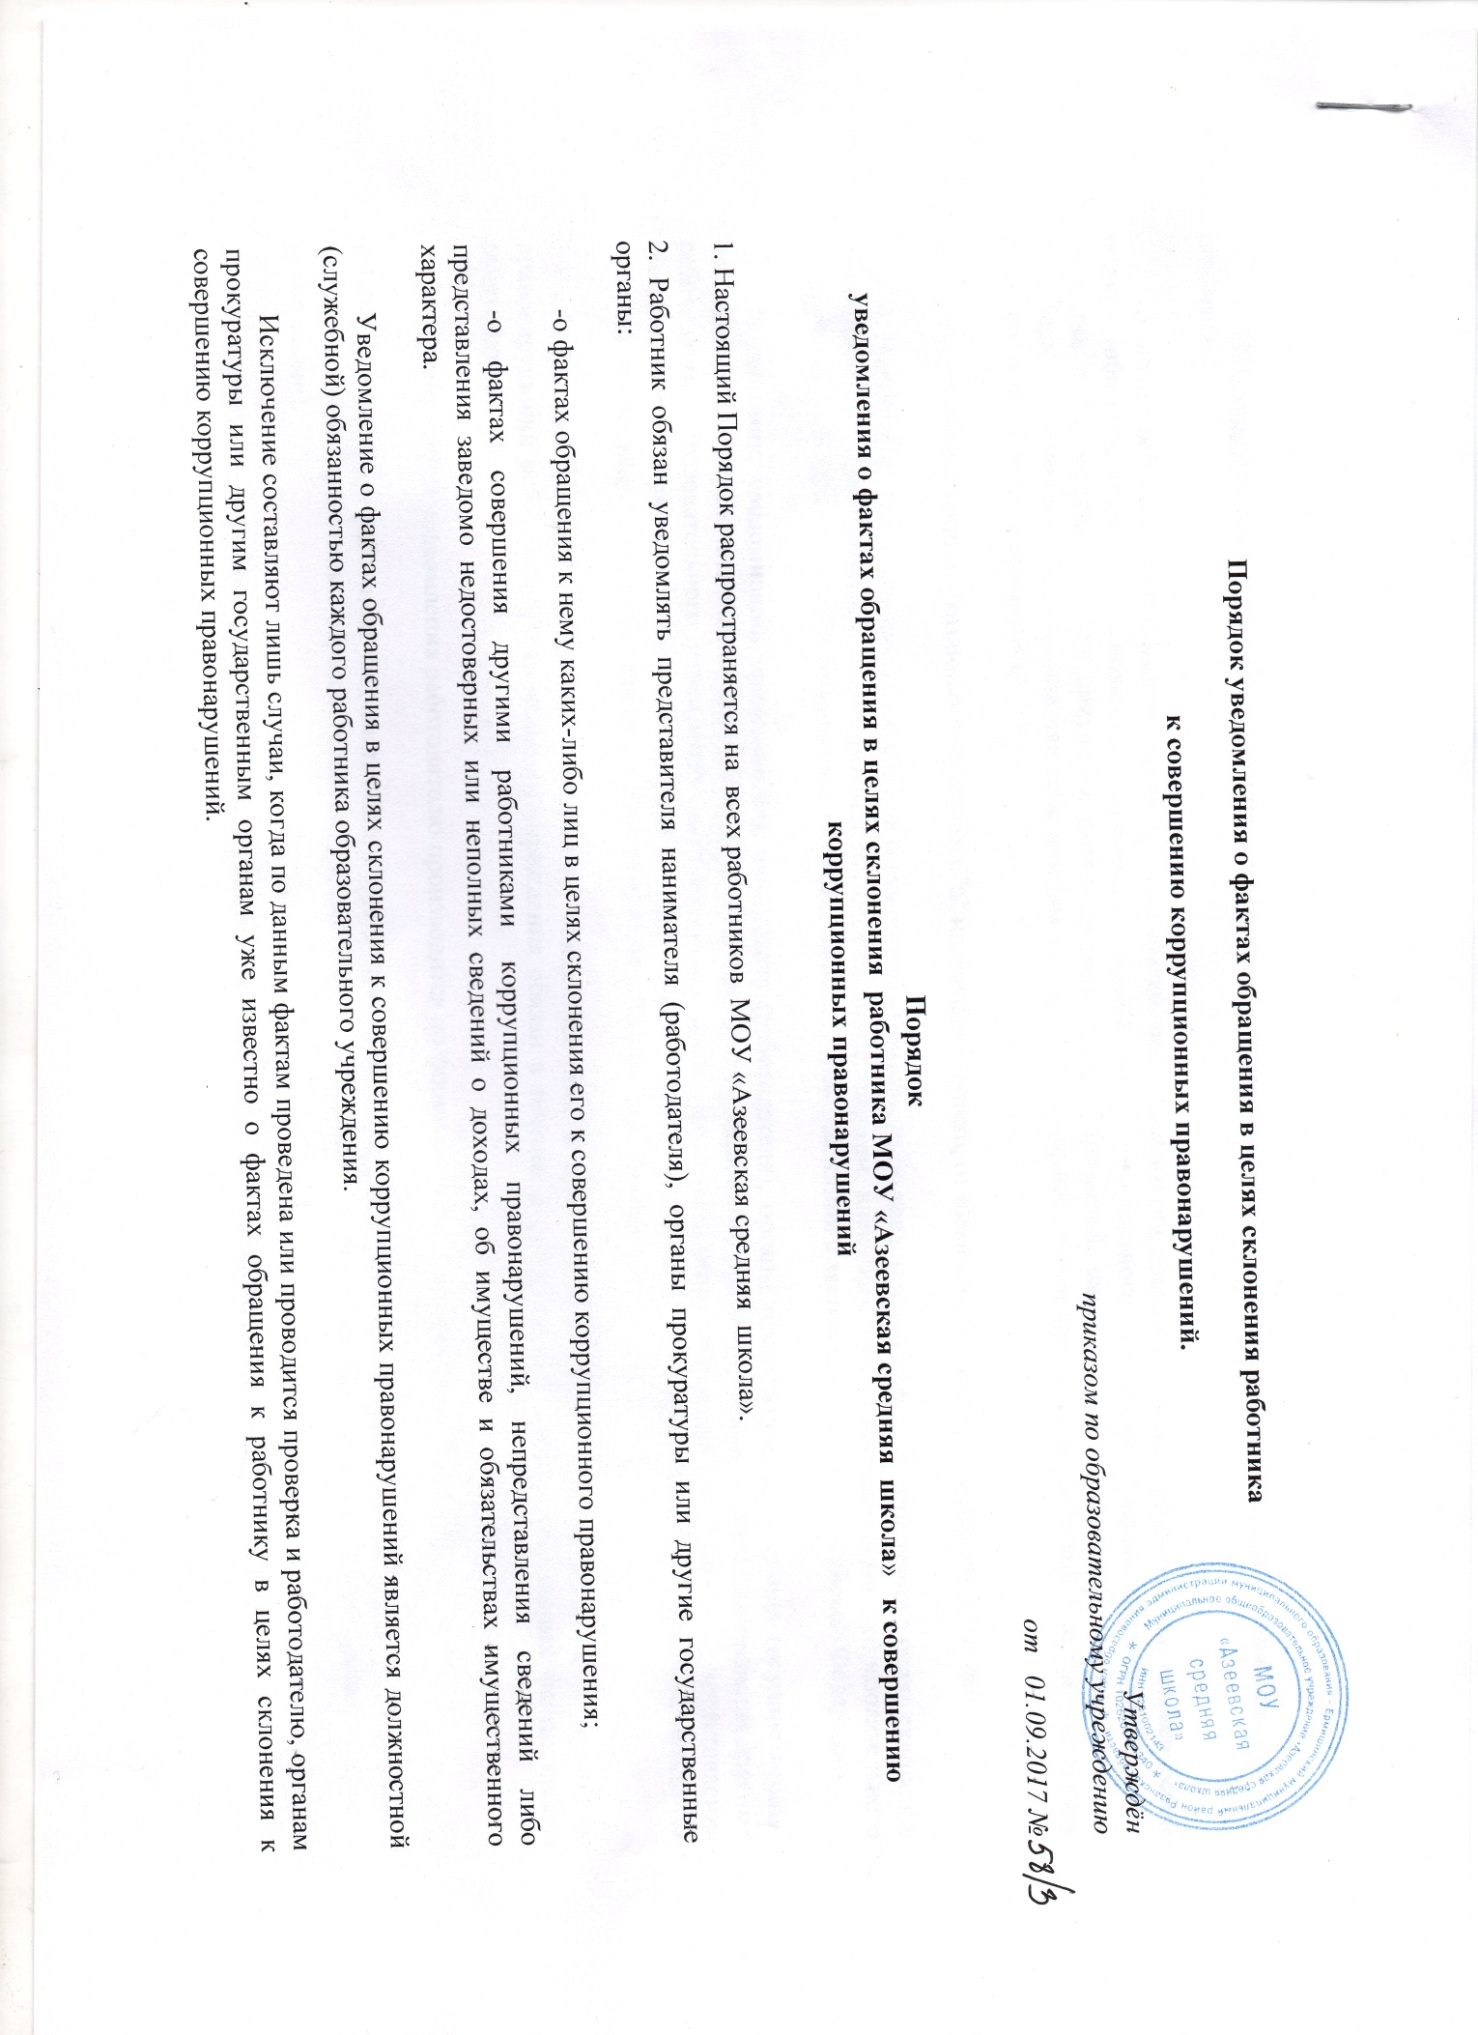 Порядок уведомления о фактах обращения в целях склонения работника
к совершению коррупционных правонарушений.
Утверждён
приказом по образовательному учреждению
от 01.09.2017 № 58/3
МОУ
«Азеевская
средняя
школа»
Порядок
уведомления о фактах обращения в целях склонения работника МОУ «Азеевская средняя школа» к совершению
коррупционных правонарушений
1. Настоящий Порядок распространяется на всех работников МОУ «Азеевская средняя школа».
2. Работник обязан уведомлять представителя нанимателя (работодателя), органы прокуратуры или другие государственные
органы:
-о фактах обращения к нему каких-либо лиц в целях склонения его к совершению коррупционного правонарушения;
-о фактах совершения другими работниками коррупционных правонарушений, непредставления сведений либо
представления заведомо недостоверных или неполных сведений о доходах, об имуществе и обязательствах имущественного
характера.
Уведомление о фактах обращения в целях склонения к совершению коррупционных правонарушений является должностной
(служебной) обязанностью каждого работника образовательного учреждения.
Исключение составляют лишь случаи, когда по данным фактам проведена или проводится проверка и работодателю, органам
прокуратуры или другим государственным органам уже известно о фактах обращения к работнику в целях склонения к
совершению коррупционных правонарушений.